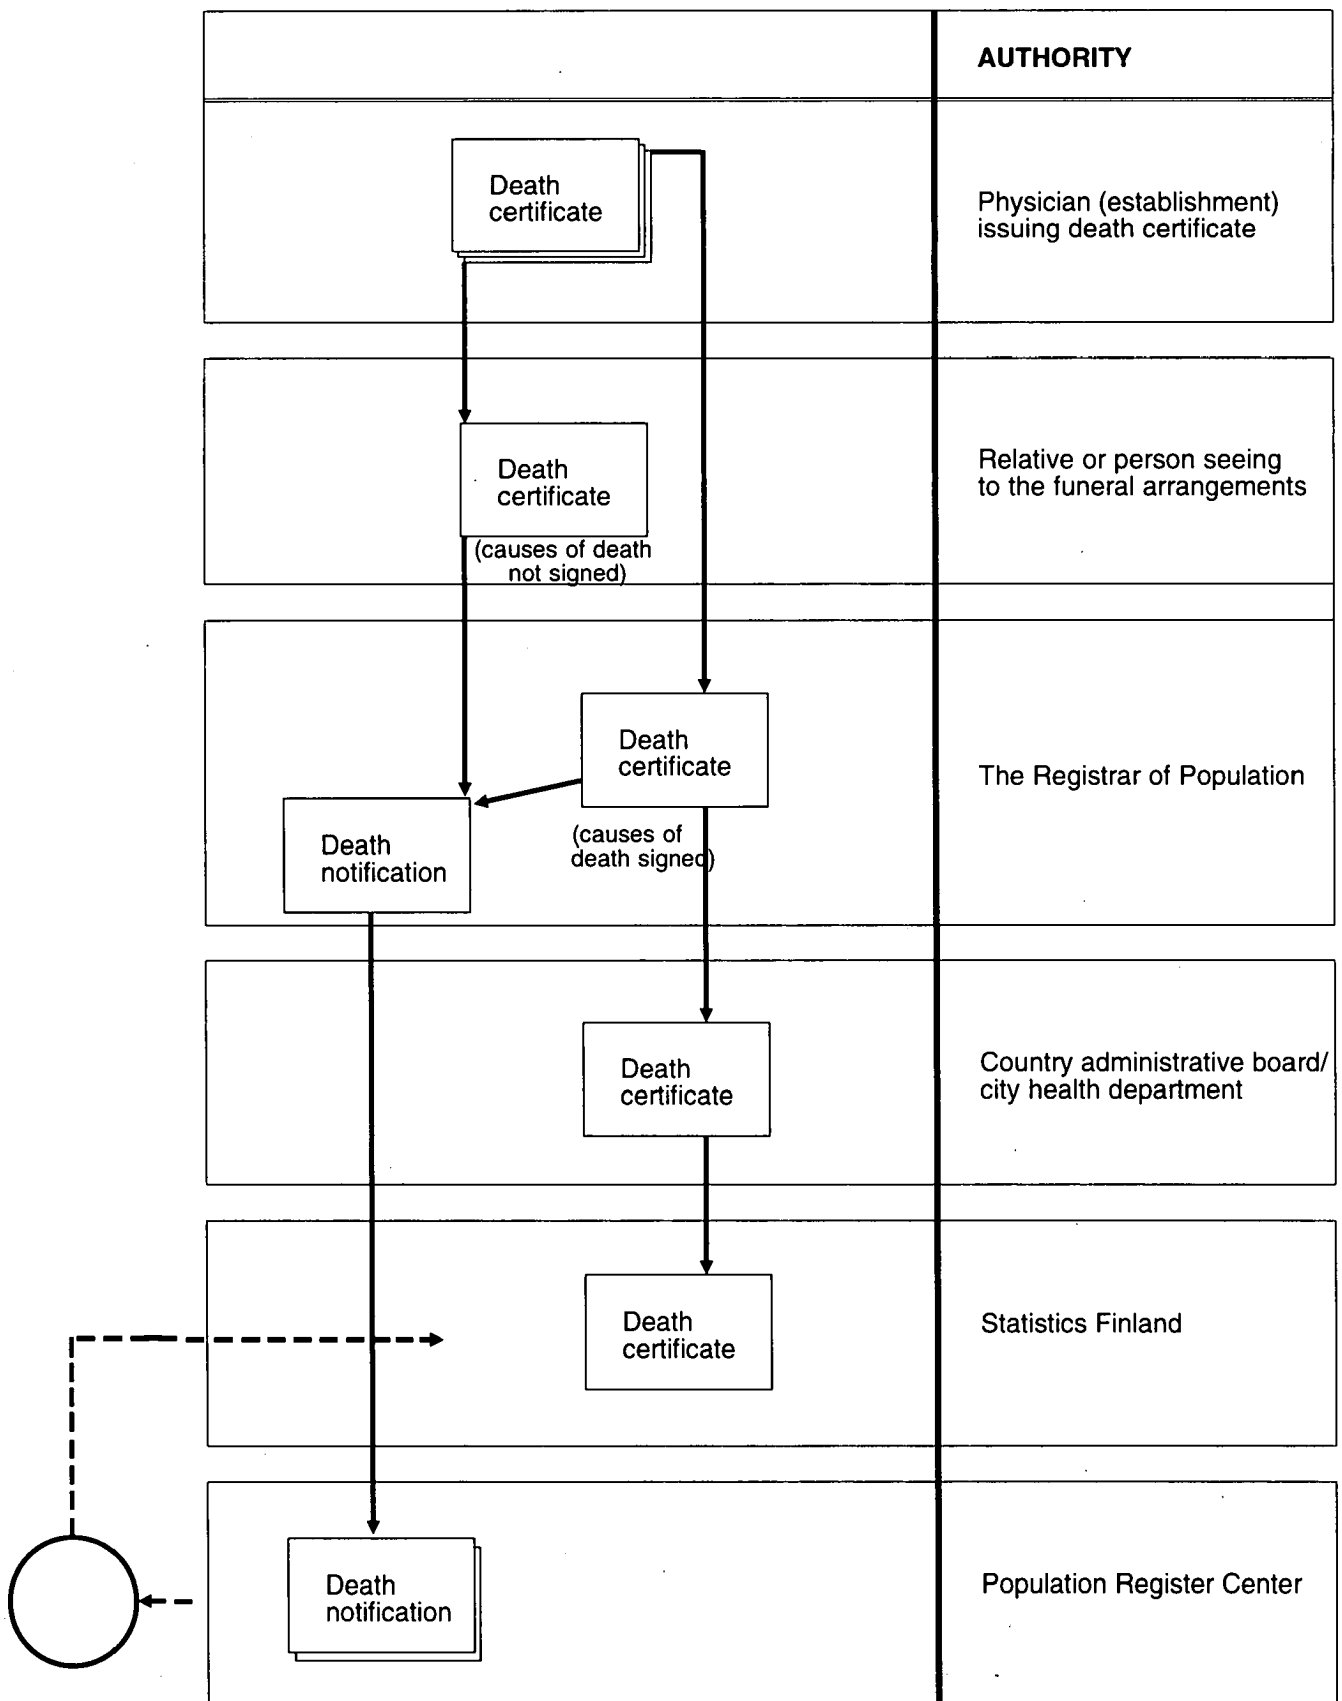 AUTHORITY
Death
certificate
Physician (establishment)
issuing death certificate
Death
certificate
(causes of death
not signed)
Relative or person seeing
to the funeral arrangements
Death
certificate
(causes of
death signed)
Death
notification
The Registrar of Population
Death
certificate
Country administrative board/
city health department
Death
certificate
Statistics Finland
Death
notification
Population Register Center